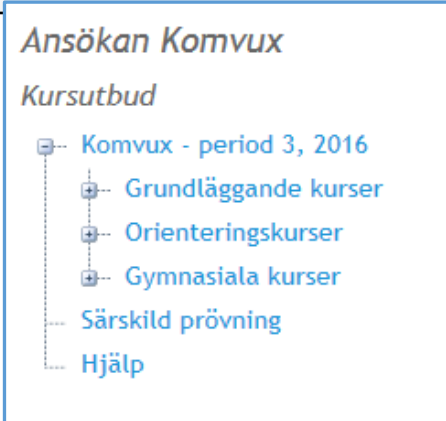 Ansökan Komvux
Kursutbud
Komvux - period 3, 2016
Grundläggande kurser
Orienteringskurser
Gymnasiala kurser
Särskild prövning
Hjälp